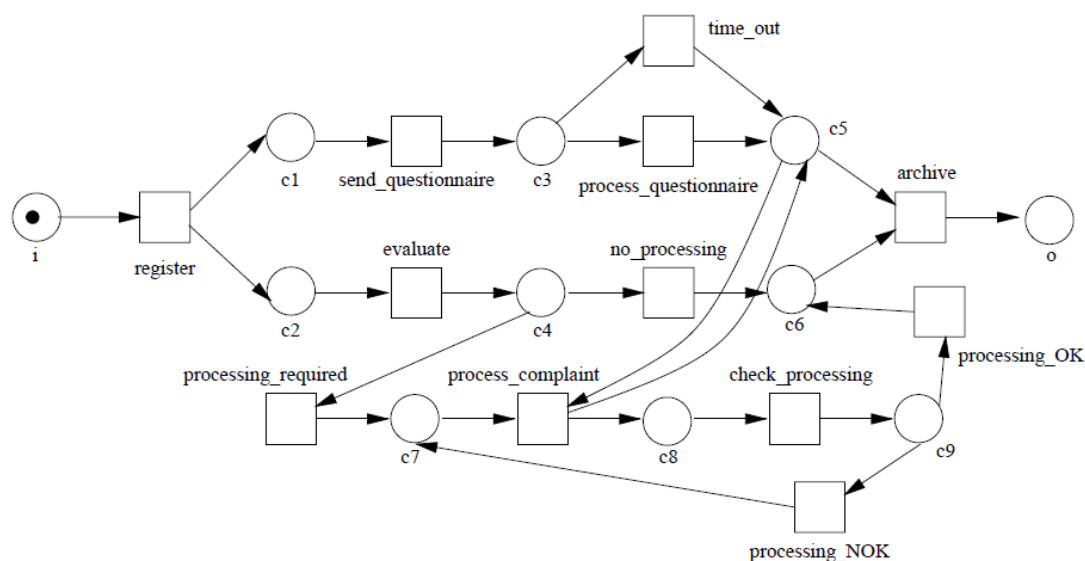 time_out
c5
c1
send_questionnaire
c3
process_questionnaire
archive
i
register
evaluate
no_processing
o
c2
c4
c6
processing_required
process_complaint
check_processing
processing_OK
c7
c8
c9
processing_NOK